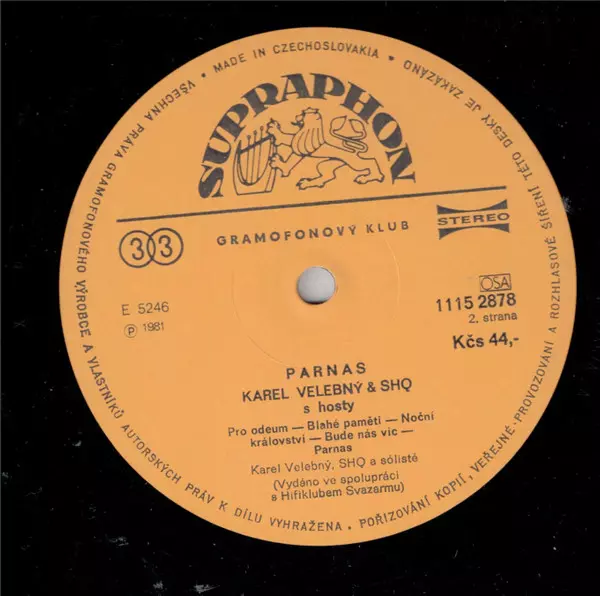 MADE IN CZECHOSLOVAKIA • VŠECHNA PRÁVA GRAMOFONOVÉHO VÝROBCE A VLASTNÍKŮ AUTORSKÝCH PRÁV K DÍLU VYHRAŽENA. POŘIZOVÁNÍ KOPIÍ, VEŘEJNÉ PROVOZOVÁNÍ A ROZHLASOVÉ ŠÍŘENÍ TÉTO DESKY JE ZAKÁZÁNO
SUPRAPHON
GRAMOFONOVÝ KLUB
33
STEREO
E 5246
Ⓟ 1981
OSA
1115 2878
2. strana
Kčs 44,-
PARNAS
KAREL VELEBNÝ & SHQ
s hosty
Pro odeum — Blahé paměti — Noční
království — Bude nás víc —
Parnas
Karel Velebný, SHQ a sólisté
(Vydáno ve spolupráci
s Hifiklubem Svazarmu)